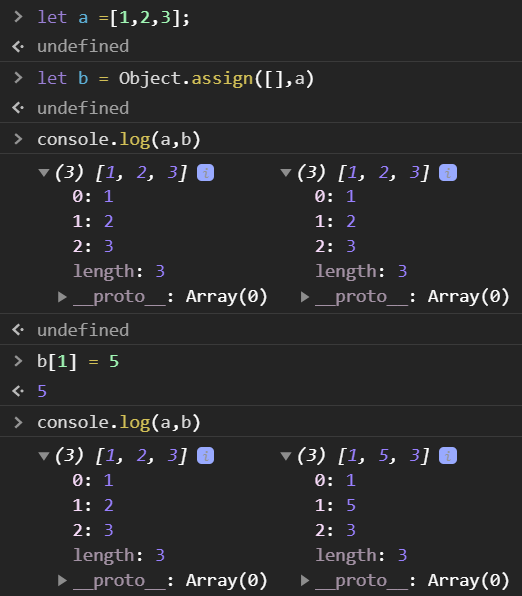 > let a =[1,2,3];
< undefined
> let b = Object.assign([],a)
< undefined
> console.log(a,b)
▼(3) [1, 2, 3] i ▼(3) [1, 2, 3] i
0: 1 0: 1
1: 2 1: 2
2: 3 2: 3
length: 3 length: 3
▶__proto__: Array(0) ▶__proto__: Array(0)
< undefined
> b[1] = 5
< 5
> console.log(a,b)
▼(3) [1, 2, 3] i ▼(3) [1, 5, 3] i
0: 1 0: 1
1: 2 1: 5
2: 3 2: 3
length: 3 length: 3
▶__proto__: Array(0) ▶__proto__: Array(0)